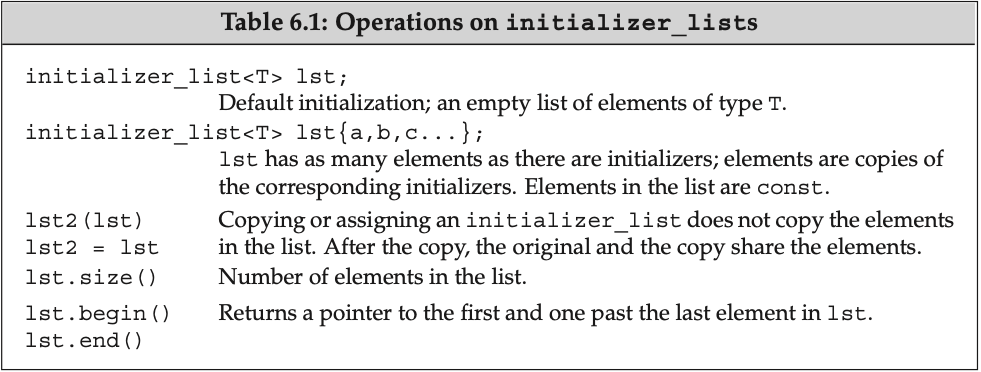 Table 6.1: Operations on initializer_lists
initializer_list<T> lst;
Default initialization; an empty list of elements of type T.
initializer_list<T> lst{a,b,c...};
lst has as many elements as there are initializers; elements are copies of
the corresponding initializers. Elements in the list are const.
lst2(lst) Copying or assigning an initializer_list does not copy the elements
lst2 = lst in the list. After the copy, the original and the copy share the elements.
lst.size() Number of elements in the list.
lst.begin() Returns a pointer to the first and one past the last element in lst.
lst.end()